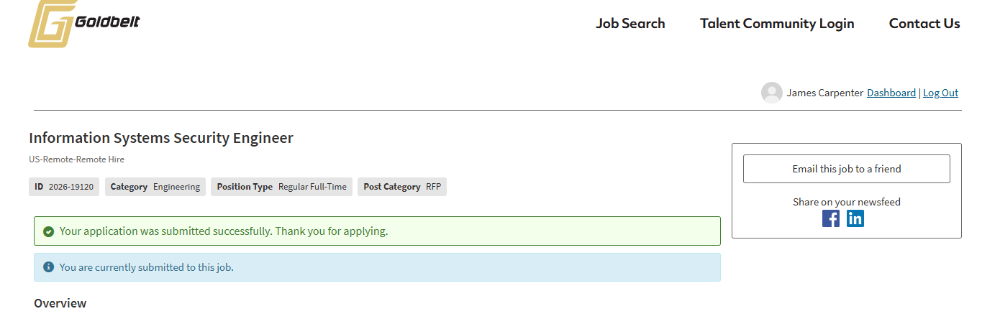 Goldbelt
Job Search Talent Community Login Contact Us
James Carpenter Dashboard | Log Out
Information Systems Security Engineer
US-Remote-Remote Hire
ID 2026-19120 Category Engineering Position Type Regular Full-Time Post Category RFP
Your application was submitted successfully. Thank you for applying.
You are currently submitted to this job.
Overview
Email this job to a friend
Share on your newsfeed